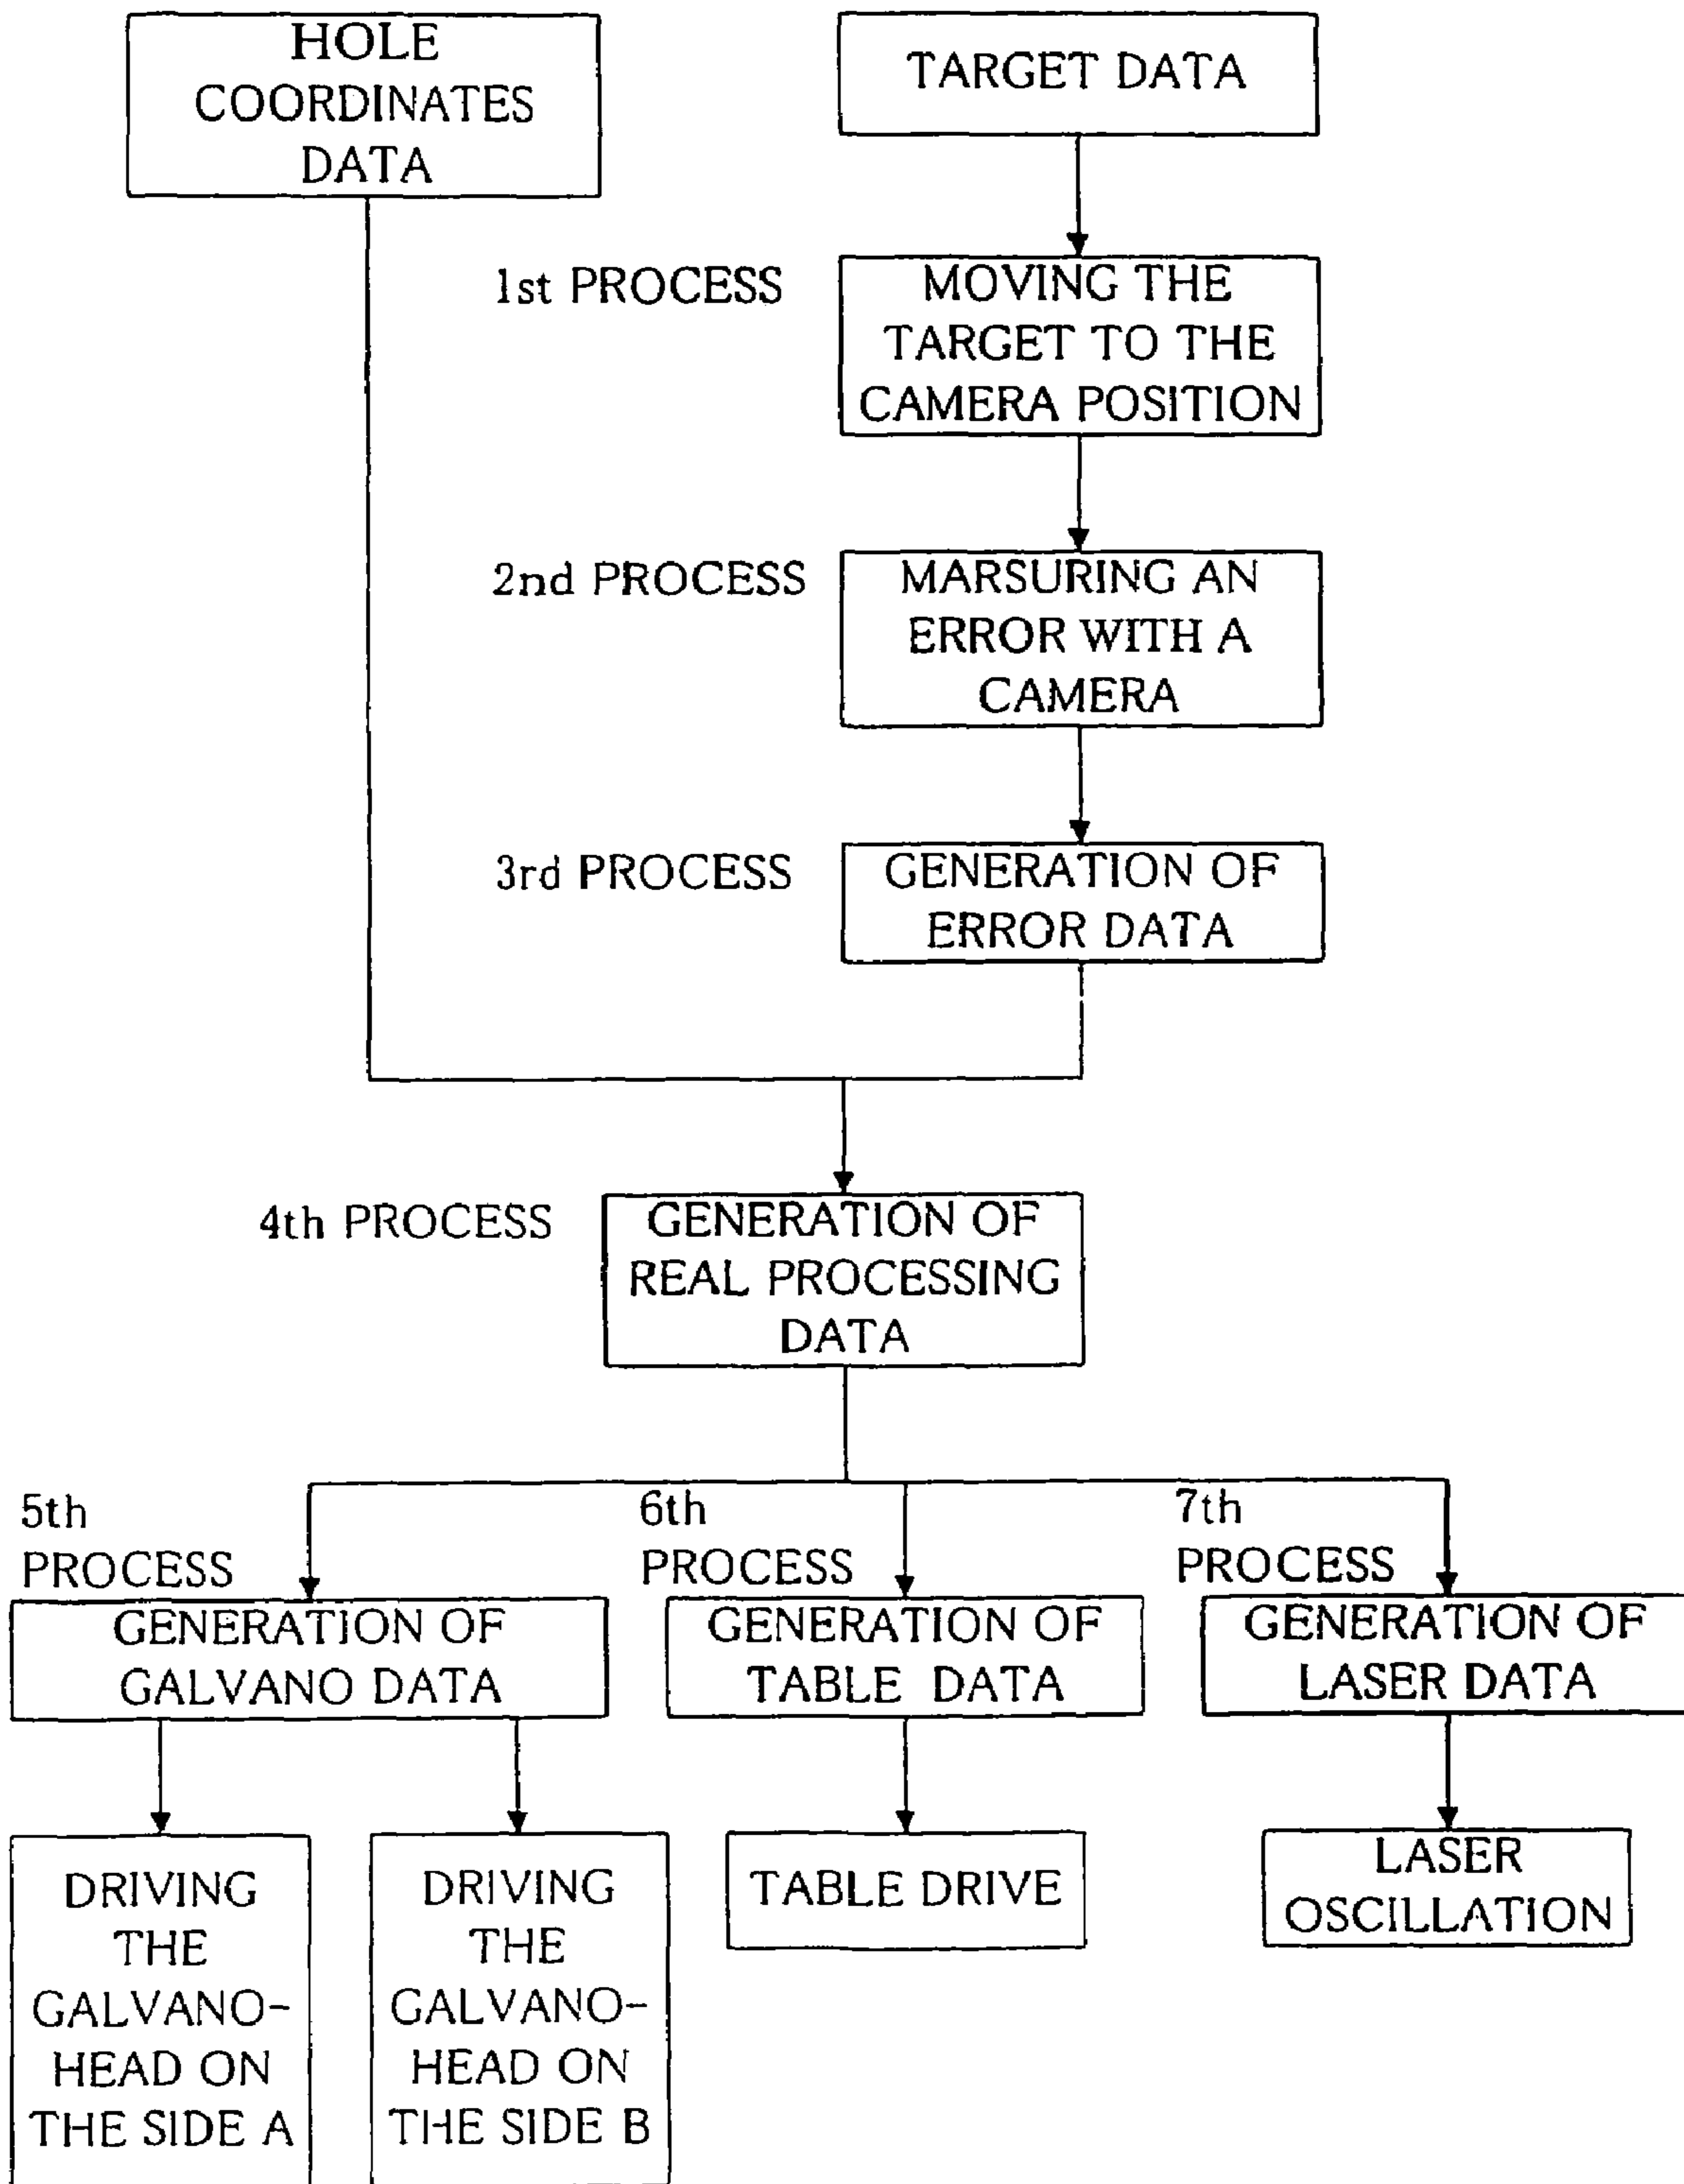 HOLE
COORDINATES
DATA
TARGET DATA
1st PROCESS
MOVING THE
TARGET TO THE
CAMERA POSITION
2nd PROCESS
MARSURING AN
ERROR WITH A
CAMERA
3rd PROCESS
GENERATION OF
ERROR DATA
4th PROCESS
GENERATION OF
REAL PROCESSING
DATA
5th
PROCESS
GENERATION OF
GALVANO DATA
6th
PROCESS
GENERATION OF
TABLE DATA
7th
PROCESS
GENERATION OF
LASER DATA
DRIVING
THE
GALVANO-
HEAD ON
THE SIDE A
DRIVING
THE
GALVANO-
HEAD ON
THE SIDE B
TABLE DRIVE
LASER
OSCILLATION